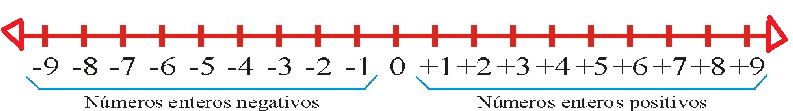 -9 -8 -7 -6 -5 -4 -3 -2 -1 0 +1 +2 +3 +4 +5 +6 +7 +8 +9
Números enteros negativos Números enteros positivos